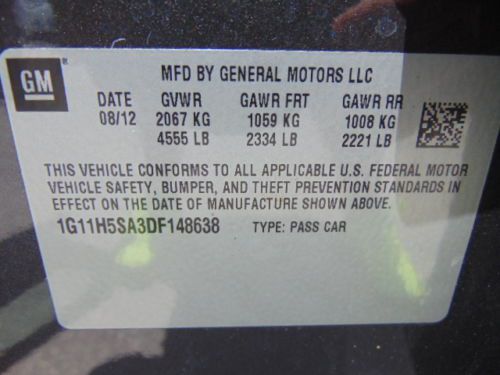 GM
MFD BY GENERAL MOTORS LLC
DATE GVWR GAWR FRT GAWR RR
08/12 2067 KG 1059 KG 1008 KG
4555 LB 2334 LB 2221 LB
THIS VEHICLE CONFORMS TO ALL APPLICABLE U.S. FEDERAL MOTOR
VEHICLE SAFETY, BUMPER, AND THEFT PREVENTION STANDARDS IN
EFFECT ON THE DATE OF MANUFACTURE SHOWN ABOVE.
1G11H5SA3DF148638 TYPE: PASS CAR